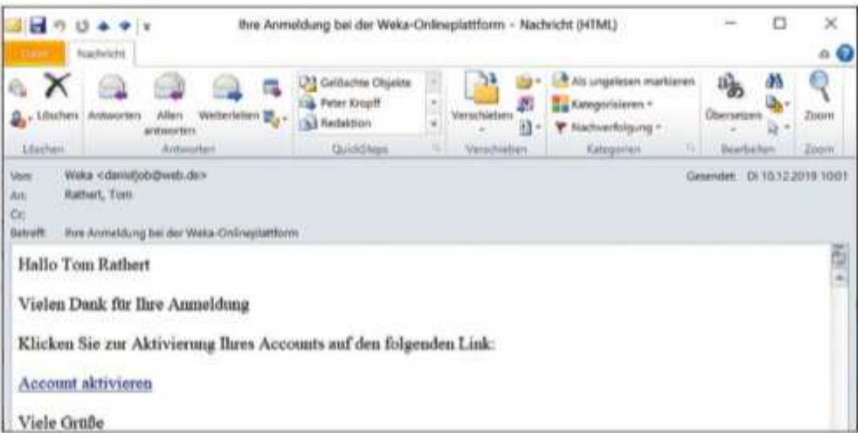 Ihre Anmeldung bei der Weka-Onlineplattform - Nachricht (HTML)
Datei Nachricht
Löschen
Antworten
Allen antworten
Weiterleiten
Gelöschte Objekte
Peter Kropff
Redaktion
Verschieben
Als ungelesen markieren
Kategorisieren
Nachverfolgung
Übersetzen
Zoom
Löschen Antworten QuickSteps Verschieben Kategorien Bearbeiten Zoom
Von: Weka <danieljob@web.de> Gesendet: Di 10.12.2019 10:01
An: Rathert, Tom
Cc:
Betreff: Ihre Anmeldung bei der Weka-Onlineplattform
Hallo Tom Rathert
Vielen Dank für Ihre Anmeldung
Klicken Sie zur Aktivierung Ihres Accounts auf den folgenden Link:
Account aktivieren
Viele Grüße